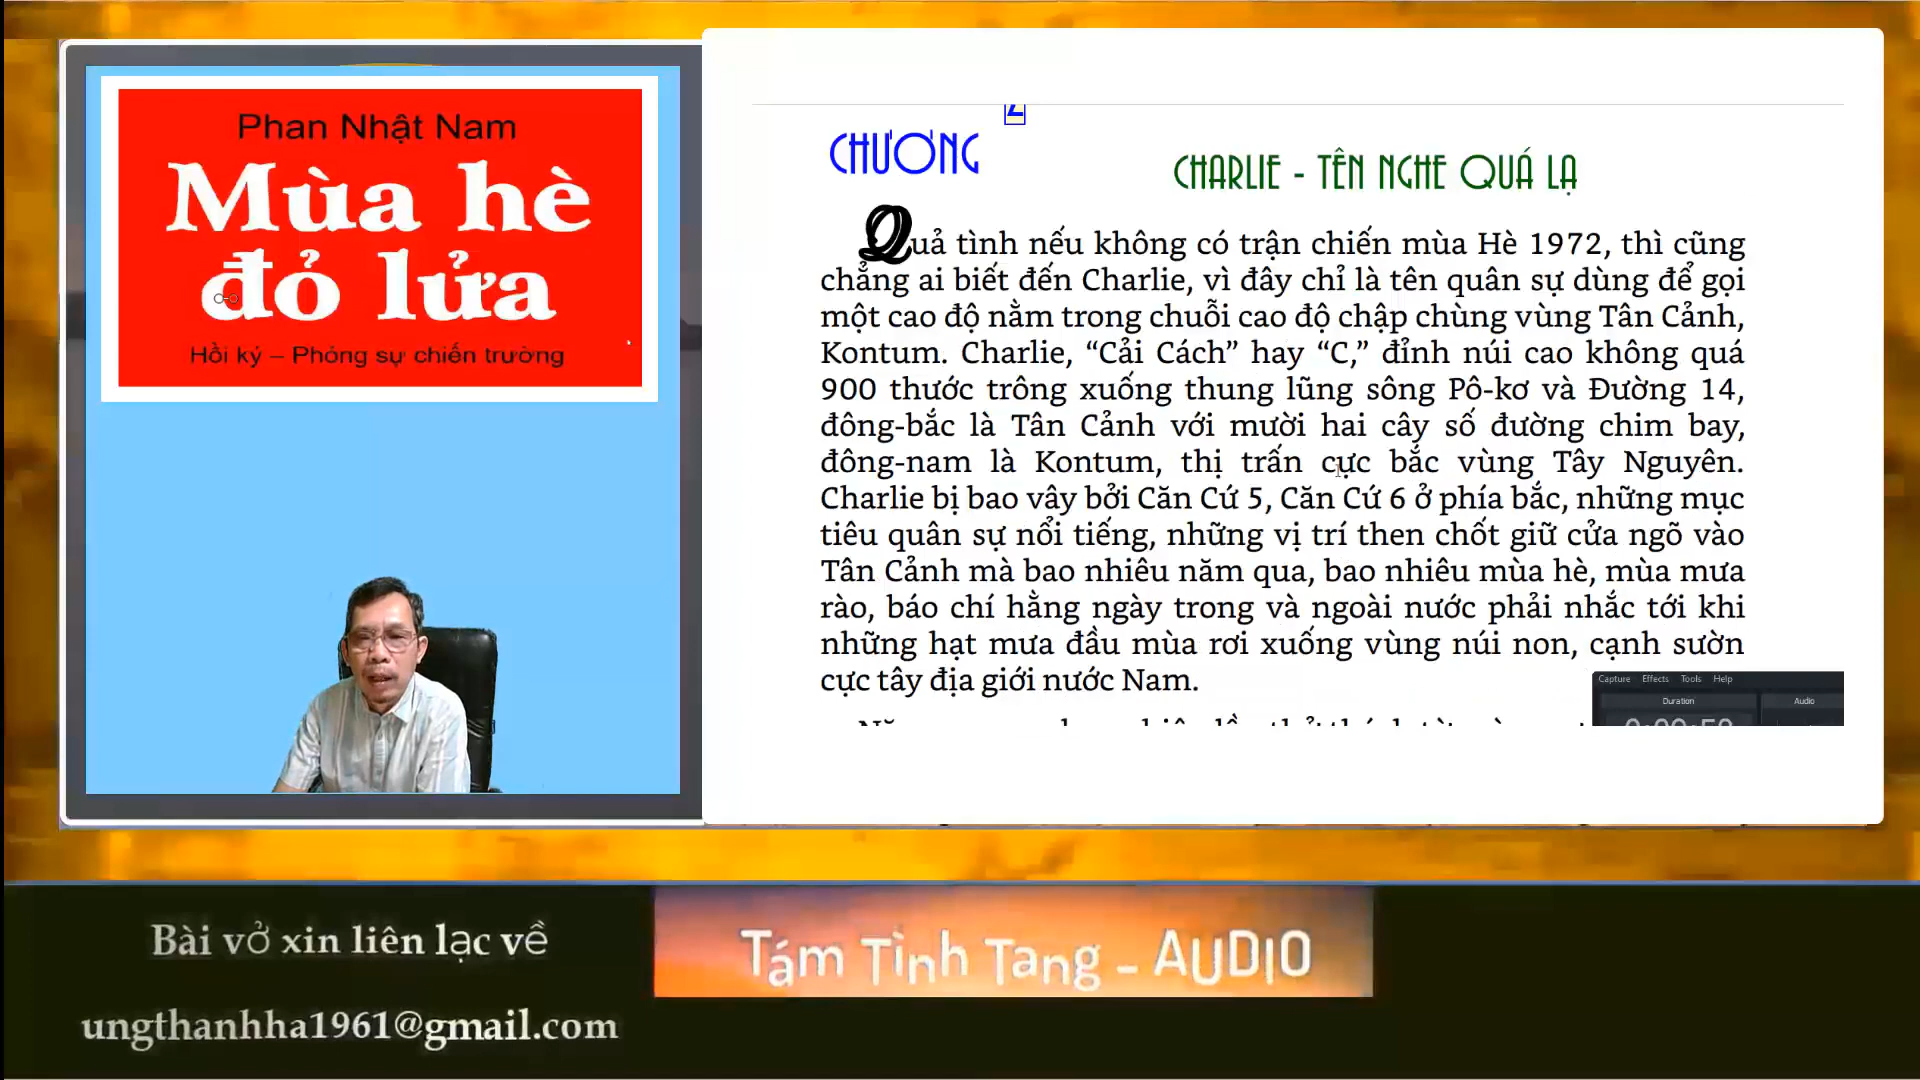 Phan Nhật Nam
Mùa hè
đỏ lửa
Hồi ký – Phóng sự chiến trường
CHƯƠNG
CHARLIE - TÊN NGHE QUÁ LẠ
Quả tình nếu không có trận chiến mùa Hè 1972, thì cũng
chẳng ai biết đến Charlie, vì đây chỉ là tên quân sự dùng để gọi
một cao độ nằm trong chuỗi cao độ chập chùng vùng Tân Cảnh,
Kontum. Charlie, “Cải Cách” hay “C,” đỉnh núi cao không quá
900 thước trông xuống thung lũng sông Pô-kơ và Đường 14,
đông-bắc là Tân Cảnh với mười hai cây số đường chim bay,
đông-nam là Kontum, thị trấn cực bắc vùng Tây Nguyên.
Charlie bị bao vây bởi Căn Cứ 5, Căn Cứ 6 ở phía bắc, những mục
tiêu quân sự nổi tiếng, những vị trí then chốt giữ cửa ngõ vào
Tân Cảnh mà bao nhiêu năm qua, bao nhiêu mùa hè, mùa mưa
rào, báo chí hằng ngày trong và ngoài nước phải nhắc tới khi
những hạt mưa đầu mùa rơi xuống vùng núi non, cạnh sườn
cực tây địa giới nước Nam.
Capture Effects Tools Help
Duration Audio
Bài vở xin liên lạc về
ungthanhha1961@gmail.com
Tám Tình Tang - AUDIO